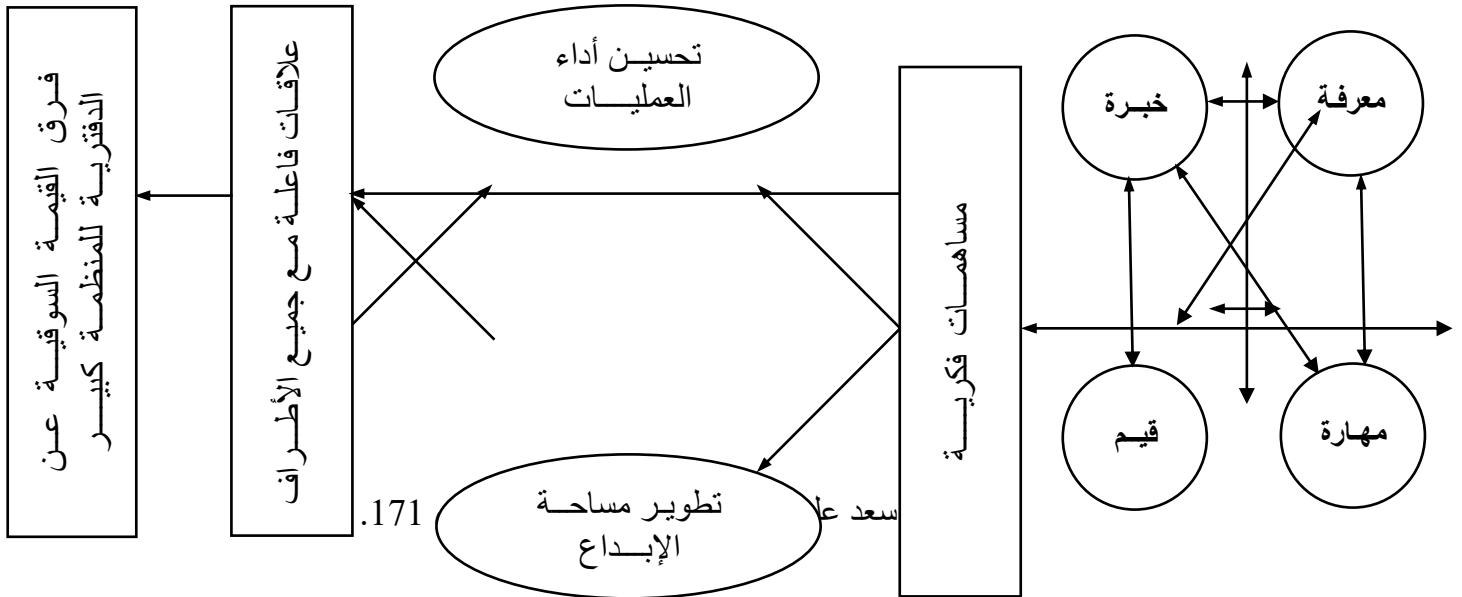 معرفة
خبرة
مهارة
قيم
مساهمات فكرية
تحسين أداء
العمليات
تطوير مساحة
الإبداع
سعد
171.
علاقات فاعلة مع جميع الأطراف
فرق القيمة السوقية عن
الدفترية للمنظمة كبير